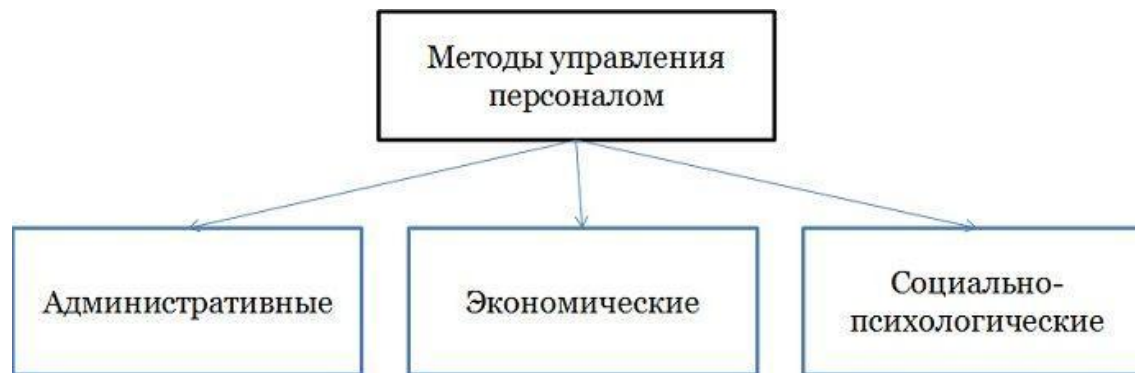 Методы управления
персоналом
Административные
Экономические
Социально-
психологические